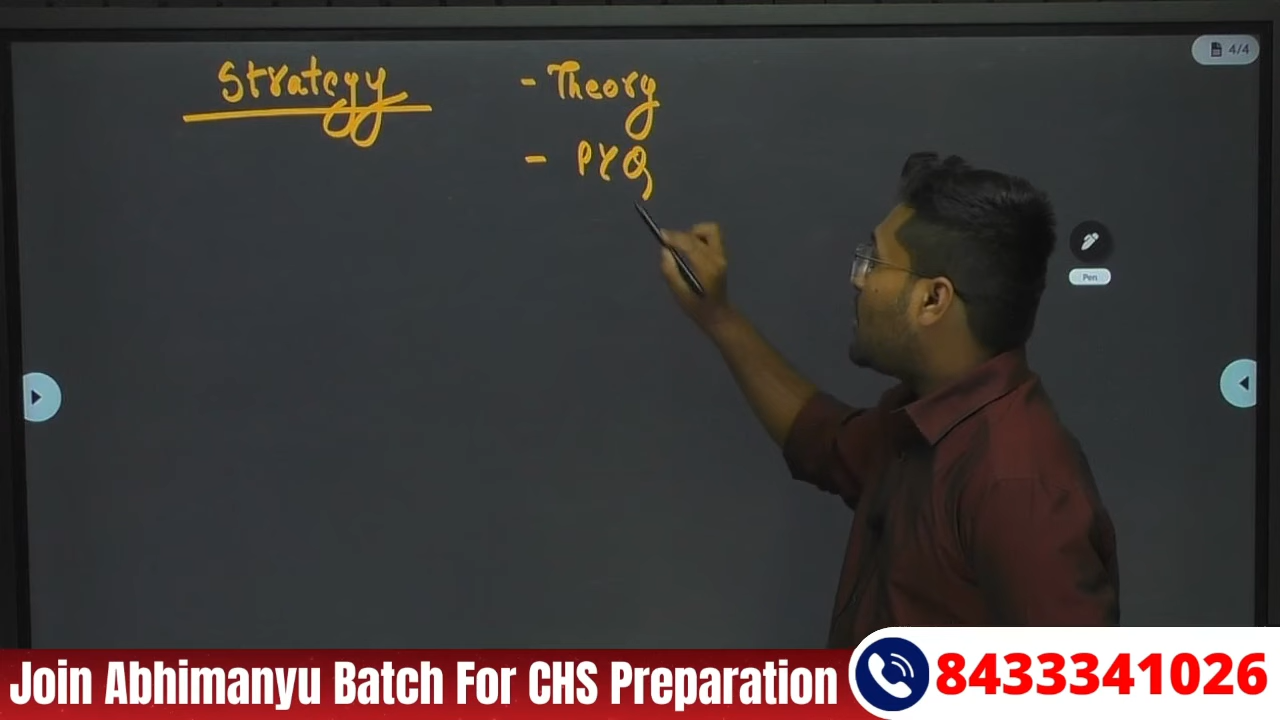 4/4
Strategy
- Theory
- PYQ
Pen
Join Abhimanyu Batch For CHS Preparation
8433341026